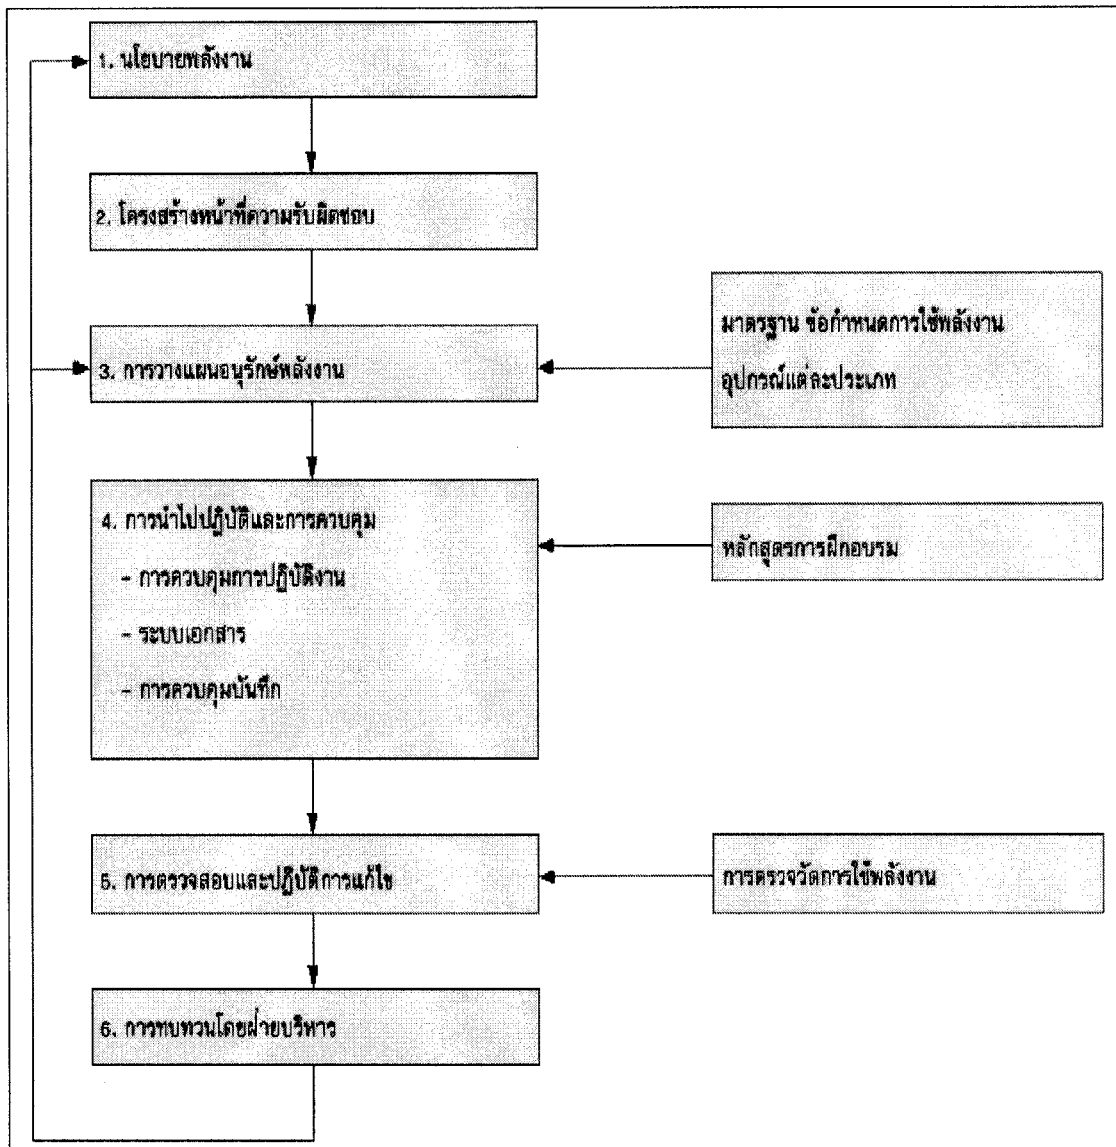 1. นโยบายพลังงาน
2. โครงสร้างหน้าที่ความรับผิดชอบ
3. การวางแผนอนุรักษ์พลังงาน
มาตรฐาน ข้อกำหนดการใช้พลังงาน
อุปกรณ์แต่ละประเภท
4. การนำไปปฏิบัติและการควบคุม
- การควบคุมการปฏิบัติงาน
- ระบบเอกสาร
- การควบคุมบันทึก
หลักสูตรการฝึกอบรม
5. การตรวจสอบและปฏิบัติการแก้ไข
การตรวจวัดการใช้พลังงาน
6. การทบทวนโดยฝ่ายบริหาร